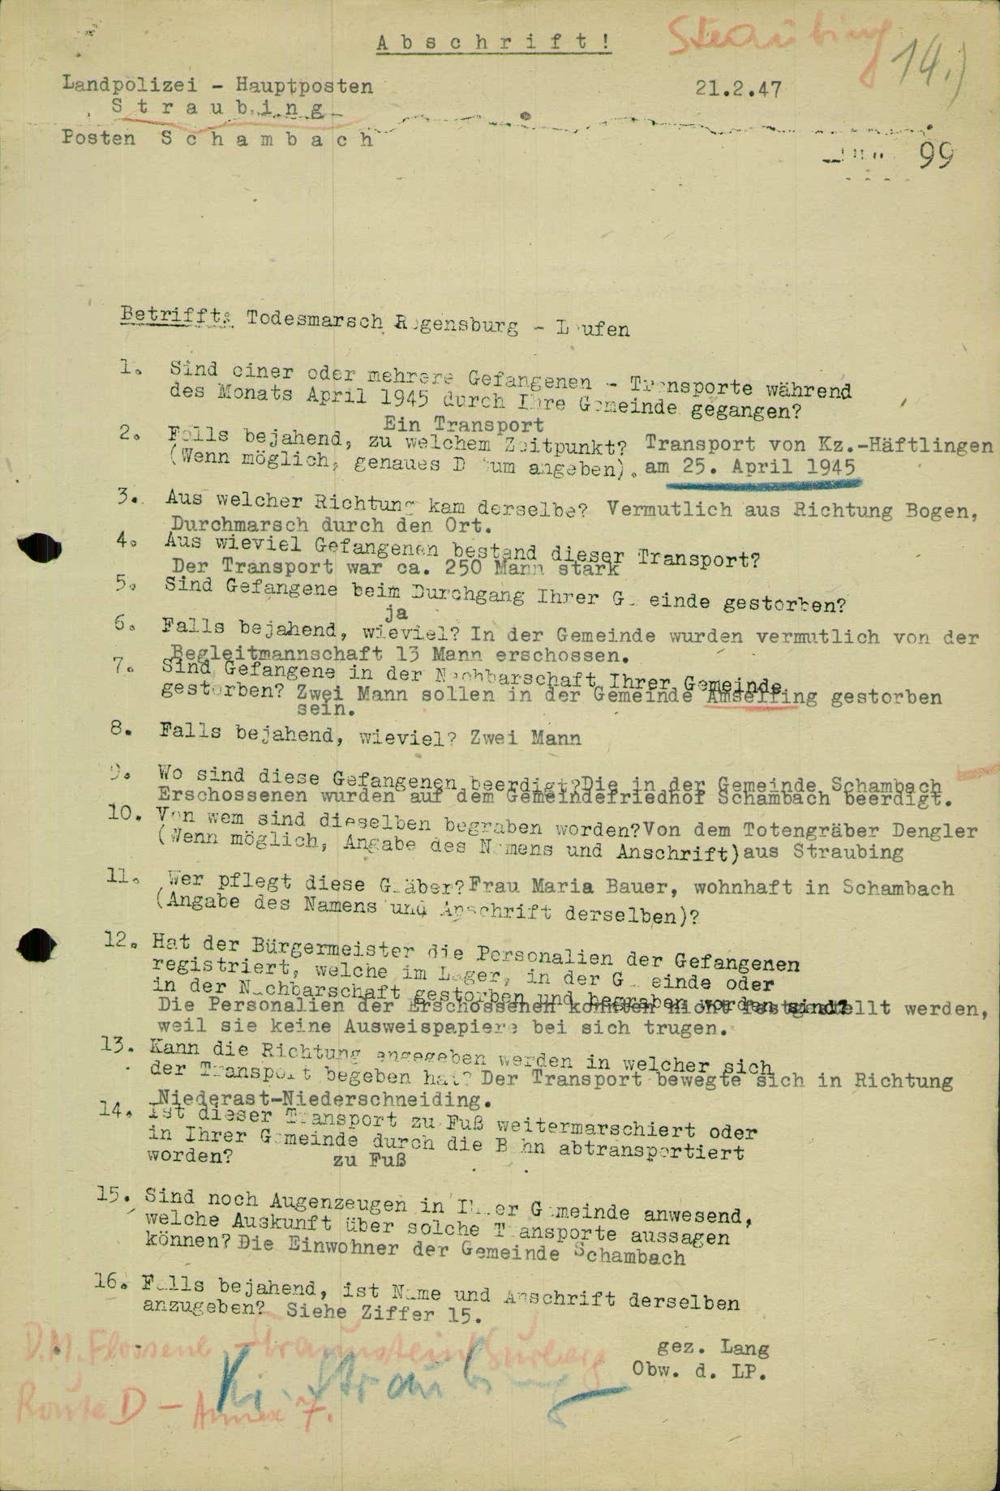 Abschrift!
Straubing
14.)
Landpolizei - Hauptposten
21.2.47
Straubing
Posten Schambach
99
Betrifft: Todesmarsch Regensburg - Laufen
1. Sind einer oder mehrere Gefangenen - Transporte während
des Monats April 1945 durch Ihre Gemeinde gegangen?
Ein Transport
2. Falls bejahend, zu welchem Zeitpunkt? Transport von Kz.-Häftlingen
(Wenn möglich, genaues Datum angeben). am 25. April 1945
3. Aus welcher Richtung kam derselbe? Vermutlich aus Richtung Bogen,
Durchmarsch durch den Ort.
4. Aus wieviel Gefangenen bestand dieser Transport?
Der Transport war ca. 250 Mann stark
5. Sind Gefangene beim Durchgang Ihrer Gemeinde gestorben?
ja
6. Falls bejahend, wieviel? In der Gemeinde wurden vermutlich von der
Begleitmannschaft 13 Mann erschossen.
7. Sind Gefangene in der Nachbarschaft Ihrer Gemeinde
gestorben? Zwei Mann sollen in der Gemeinde Amselfing gestorben
sein.
8. Falls bejahend, wieviel? Zwei Mann
9. Wo sind diese Gefangenen beerdigt? Die in der Gemeinde Schambach
Erschossenen wurden auf dem Gemeindefriedhof Schambach beerdigt.
10. Von wem sind dieselben begraben worden? Von dem Totengräber Dengler
(Wenn möglich, Angabe des Namens und Anschrift) aus Straubing
11. Wer pflegt diese Gräber? Frau Maria Bauer, wohnhaft in Schambach
(Angabe des Namens und Anschrift derselben)?
12. Hat der Bürgermeister die Personalien der Gefangenen
registriert, welche im Lager, in der Gemeinde oder
in der Nachbarschaft gestorben und begraben worden sind?
Die Personalien der Erschossenen konnten nicht festgestellt werden,
weil sie keine Ausweispapiere bei sich trugen.
13. Kann die Richtung angegeben werden in welcher sich
der Transport begeben hat? Der Transport bewegte sich in Richtung
Niederast-Niederschneiding.
14. Ist dieser Transport zu Fuß weitermarschiert oder
in Ihrer Gemeinde durch die Bahn abtransportiert
worden? zu Fuß
15. Sind noch Augenzeugen in Ihrer Gemeinde anwesend,
welche Auskunft über solche Transporte aussagen
können? Die Einwohner der Gemeinde Schambach
16. Falls bejahend, ist Name und Anschrift derselben
anzugeben? Siehe Ziffer 15.
gez. Lang
Obw. d. LP.
D.M. Flossenb. - Traunstein/Surberg
Kr. Straubing
Route D - Annex 7.